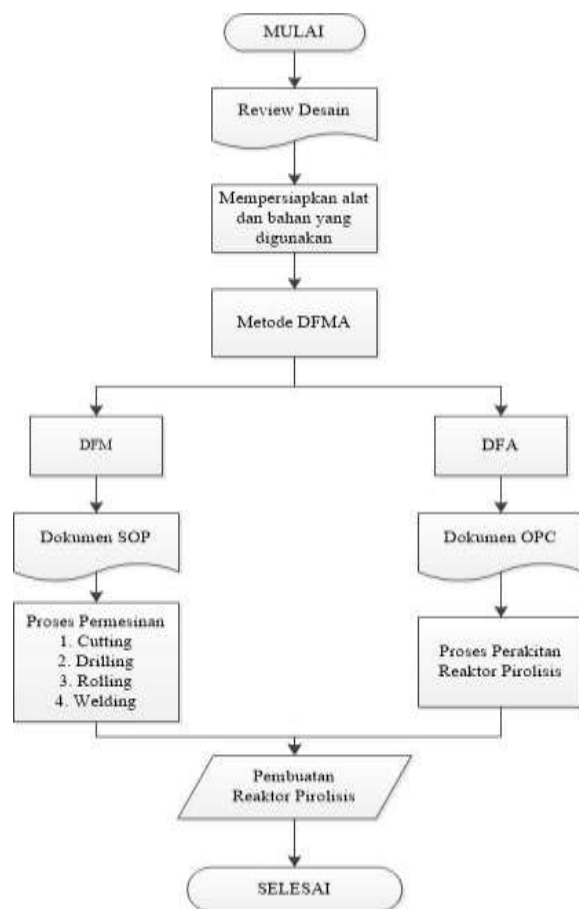 MULAI
Review Desain
Mempersiapkan alat
dan bahan yang
digunakan
Metode DFMA
DFM
DFA
Dokumen SOP
Dokumen OPC
Proses Permesinan
1. Cutting
2. Drilling
3. Rolling
4. Welding
Proses Perakitan
Reaktor Pirolisis
Pembuatan
Reaktor Pirolisis
SELESAI